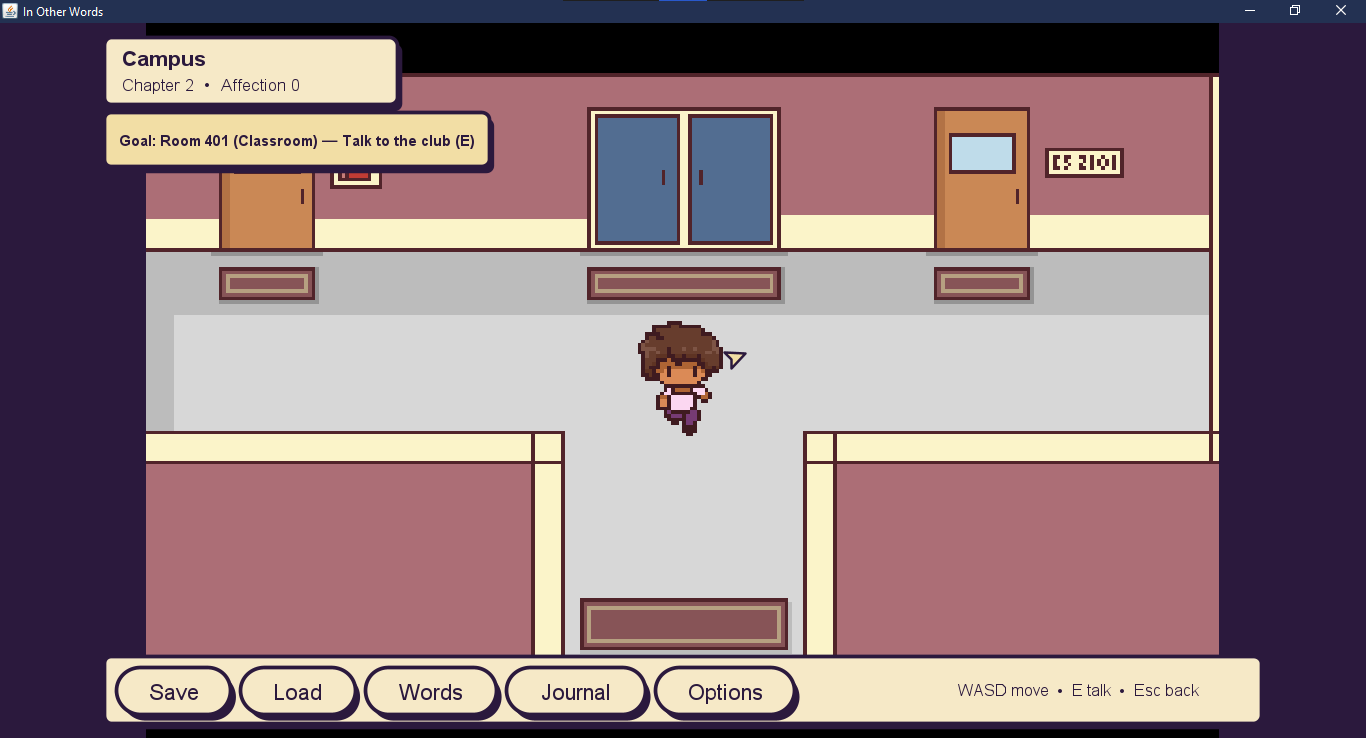 In Other Words
Campus
Chapter 2 • Affection 0
Goal: Room 401 (Classroom) — Talk to the club (E)
Save
Load
Words
Journal
Options
WASD move • E talk • Esc back